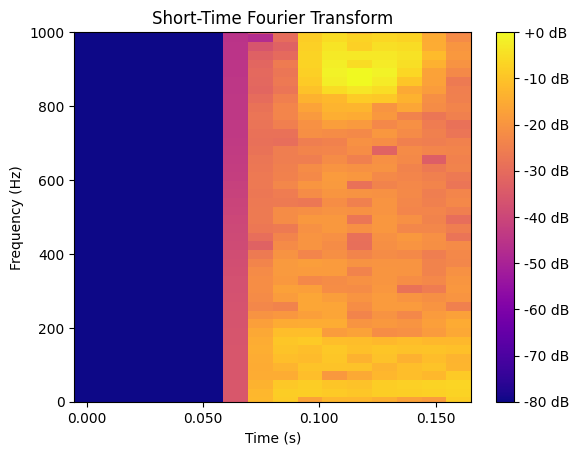 Short-Time Fourier Transform
1000
800
600
400
200
0
Frequency (Hz)
0.000
0.050
0.100
0.150
Time (s)
+0 dB
-10 dB
-20 dB
-30 dB
-40 dB
-50 dB
-60 dB
-70 dB
-80 dB